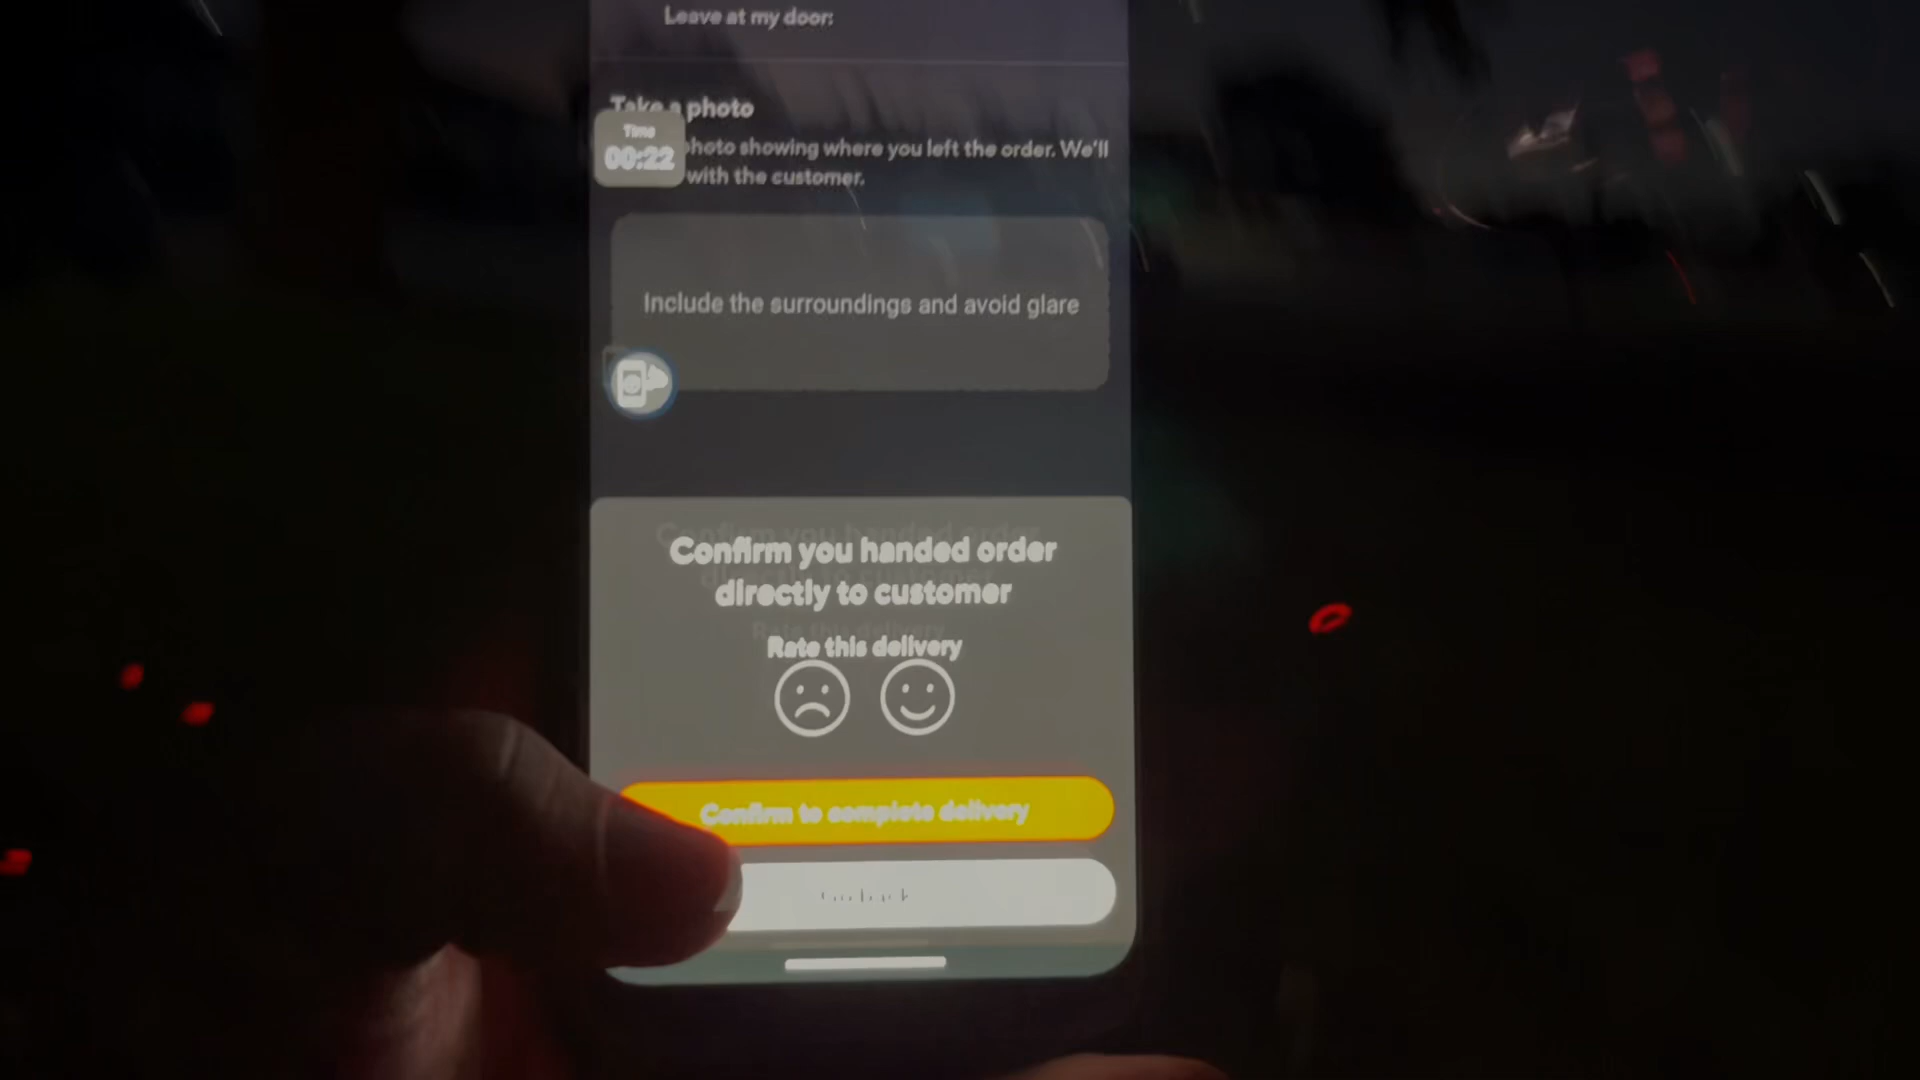 Leave at my door:
Take a photo
Time
00:22
photo showing where you left the order. We'll
with the customer.
Include the surroundings and avoid glare
Confirm you handed order
directly to customer
Rate this delivery
Confirm to complete delivery